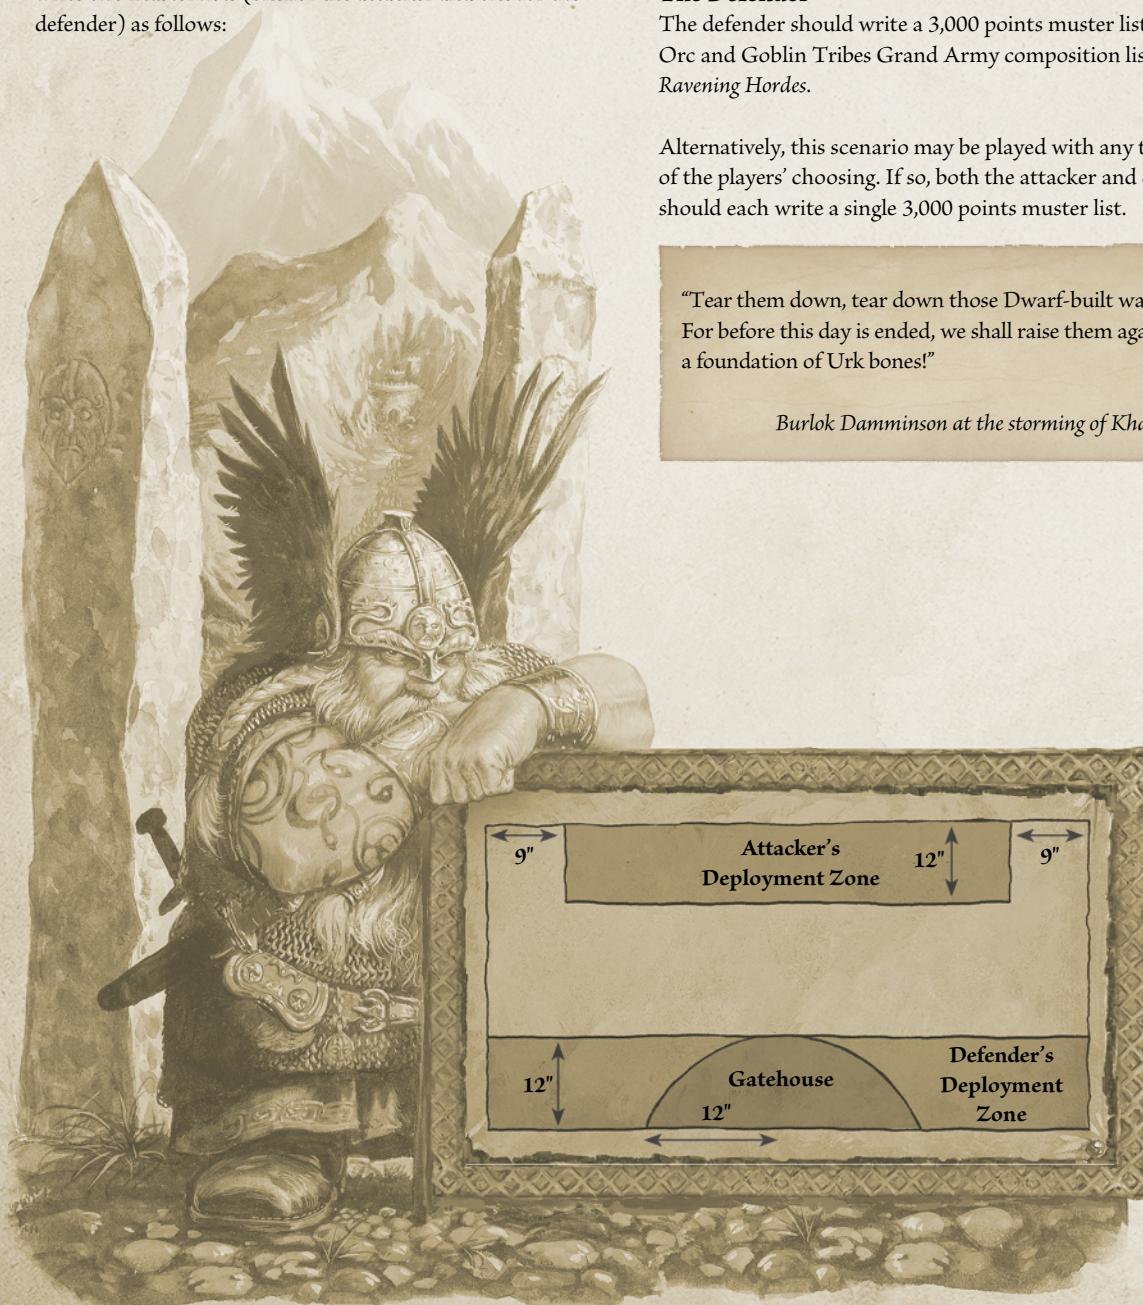 defender) as follows:
The Defender
The defender should write a 3,000 points muster list
Orc and Goblin Tribes Grand Army composition lis
Ravening Hordes.
Alternatively, this scenario may be played with any t
of the players’ choosing. If so, both the attacker and
should each write a single 3,000 points muster list.
“Tear them down, tear down those Dwarf-built wa
For before this day is ended, we shall raise them aga
a foundation of Urk bones!”
Burlok Damminson at the storming of Kha
9"
Attacker’s
Deployment Zone
12"
9"
12"
Gatehouse
12"
Defender’s
Deployment
Zone